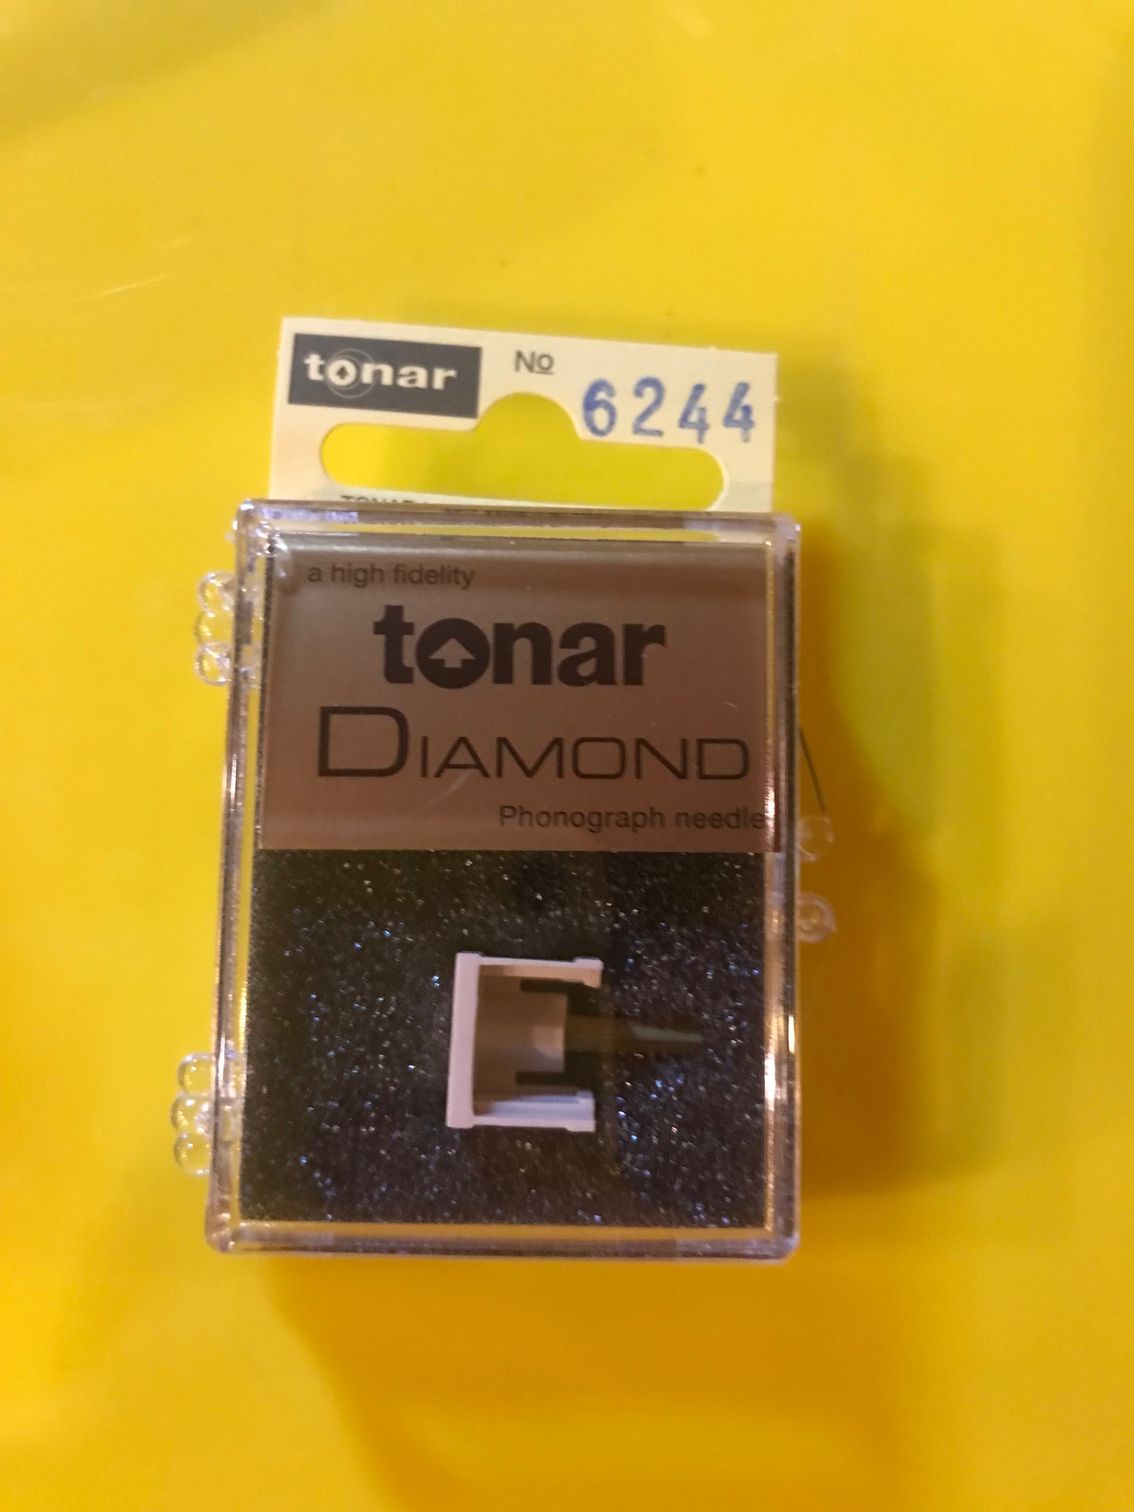 tonar
No
6244
a high fidelity
tonar
DIAMOND
Phonograph needle